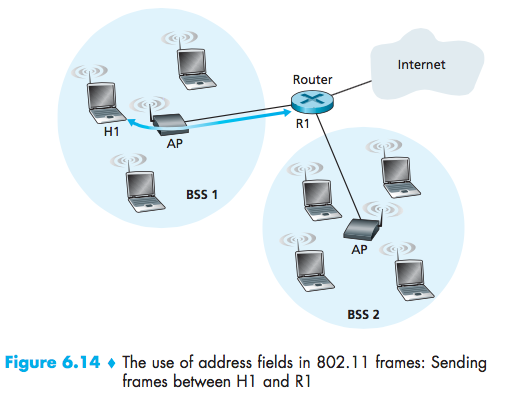 Internet
Router
R1
H1
AP
BSS 1
AP
BSS 2
Figure 6.14 ♦ The use of address fields in 802.11 frames: Sending
frames between H1 and R1